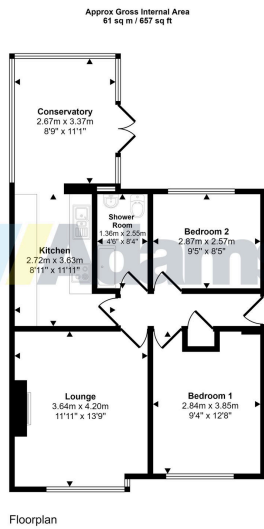 Approx Gross Internal Area
61 sq m / 657 sq ft
Conservatory
2.67m x 3.37m
8'9" x 11'1"
Shower
Room
1.36m x 2.55m
4'6" x 8'4"
Bedroom 2
2.87m x 2.57m
9'5" x 8'5"
Kitchen
2.72m x 3.63m
8'11" x 11'11"
Adams
Lounge
3.64m x 4.20m
11'11" x 13'9"
Bedroom 1
2.84m x 3.85m
9'4" x 12'8"
Floorplan